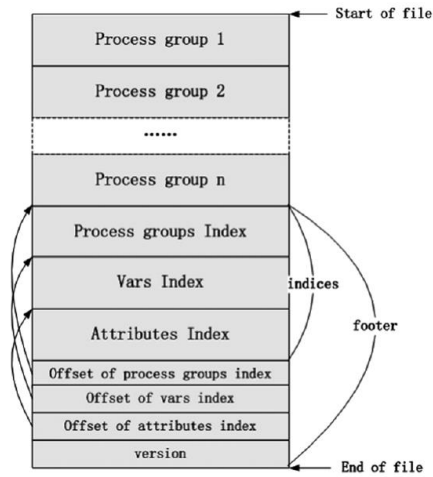 Start of file
Process group 1
Process group 2
······
Process group n
Process groups Index
Vars Index
indices
Attributes Index
footer
Offset of process groups index
Offset of vars index
Offset of attributes index
version
End of file